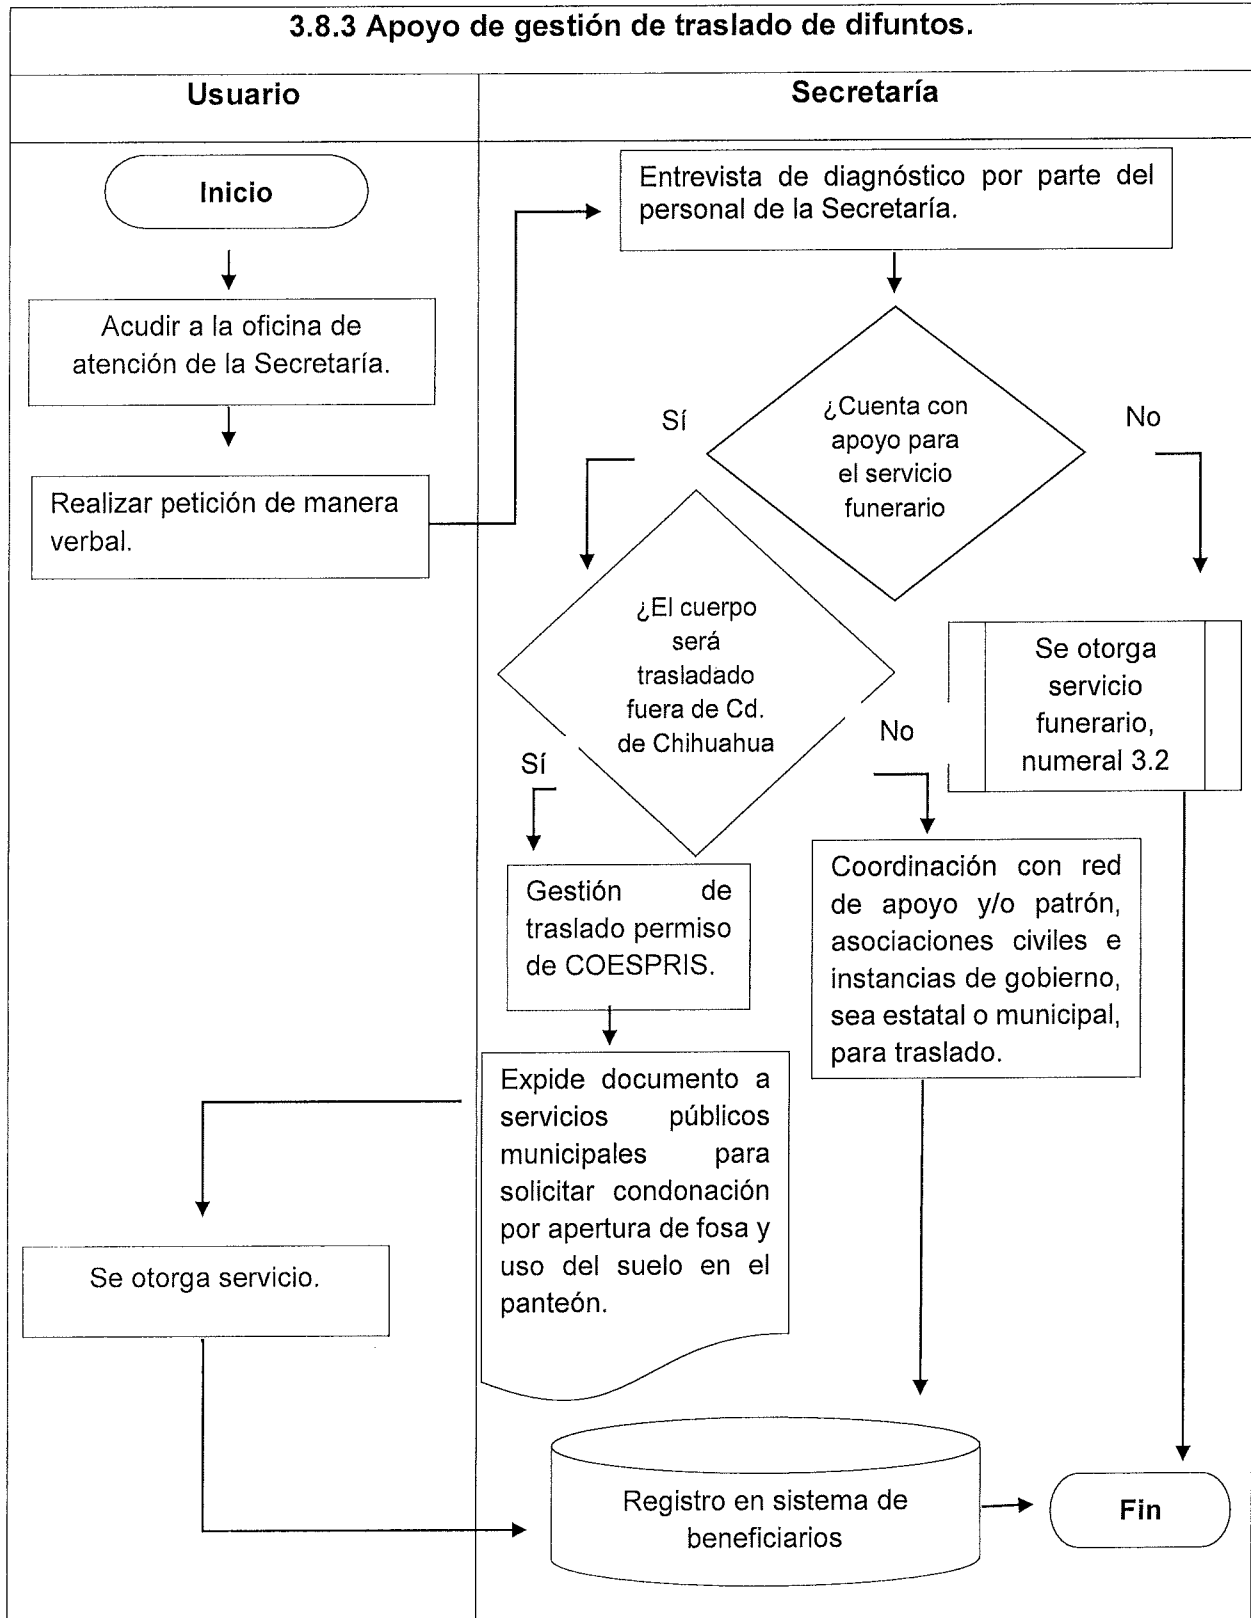 3.8.3 Apoyo de gestión de traslado de difuntos.
Usuario
Secretaría
Inicio
Acudir a la oficina de
atención de la Secretaría.
Realizar petición de manera
verbal.
Entrevista de diagnóstico por parte del
personal de la Secretaría.
¿Cuenta con
apoyo para
el servicio
funerario
Sí
No
¿El cuerpo
será
trasladado
fuera de Cd.
de Chihuahua
Sí
No
Se otorga
servicio
funerario,
numeral 3.2
Gestión de
traslado permiso
de COESPRIS.
Coordinación con red
de apoyo y/o patrón,
asociaciones civiles e
instancias de gobierno,
sea estatal o municipal,
para traslado.
Expide documento a
servicios públicos
municipales para
solicitar condonación
por apertura de fosa y
uso del suelo en el
panteón.
Se otorga servicio.
Registro en sistema de
beneficiarios
Fin